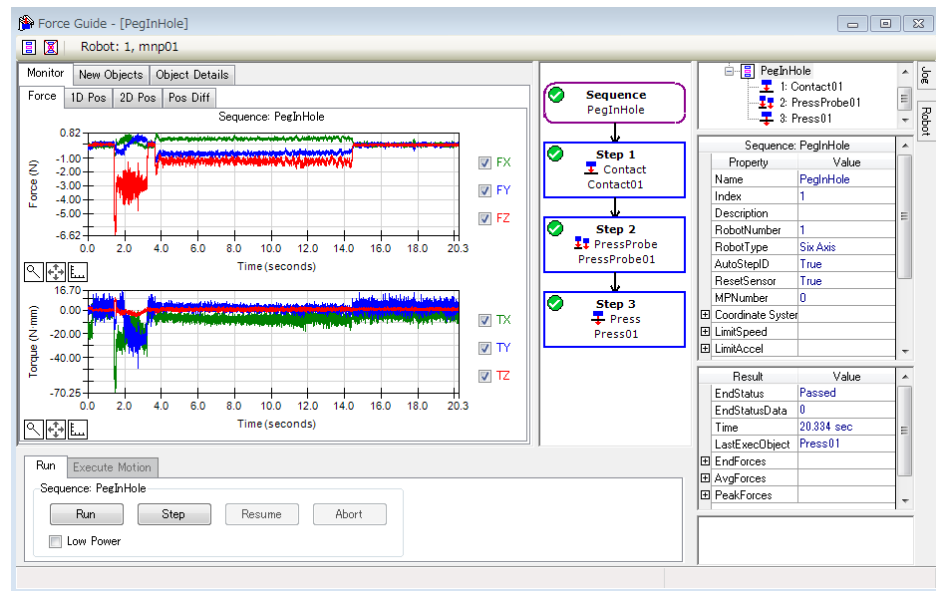 Force Guide - [PegInHole]
Robot: 1, mnp01
Monitor New Objects Object Details
Force 1D Pos 2D Pos Pos Diff
Sequence: PegInHole
Force (N)
0.82
-1.00
-2.00
-3.00
-4.00
-5.00
-6.62
0.0 2.0 4.0 6.0 8.0 10.0 12.0 14.0 16.0 18.0 20.3
Time (seconds)
FX
FY
FZ
Torque (N·mm)
16.70
0.00
-20.00
-40.00
-70.25
0.0 2.0 4.0 6.0 8.0 10.0 12.0 14.0 16.0 18.0 20.3
Time (seconds)
TX
TY
TZ
Run Execute Motion
Sequence: PegInHole
Run Step Resume Abort
Low Power
Sequence
PegInHole
Step 1
Contact
Contact01
Step 2
PressProbe
PressProbe01
Step 3
Press
Press01
PegInHole
1: Contact01
2: PressProbe01
3: Press01
Sequence: PegInHole
Property Value
Name PegInHole
Index 1
Description
RobotNumber 1
RobotType Six Axis
AutoStepID True
ResetSensor True
MPNumber 0
Coordinate Syster
LimitSpeed
LimitAccel
Result Value
EndStatus Passed
EndStatusData 0
Time 20.334 sec
LastExecObject Press01
EndForces
AvgForces
PeakForces
Jog
Robot